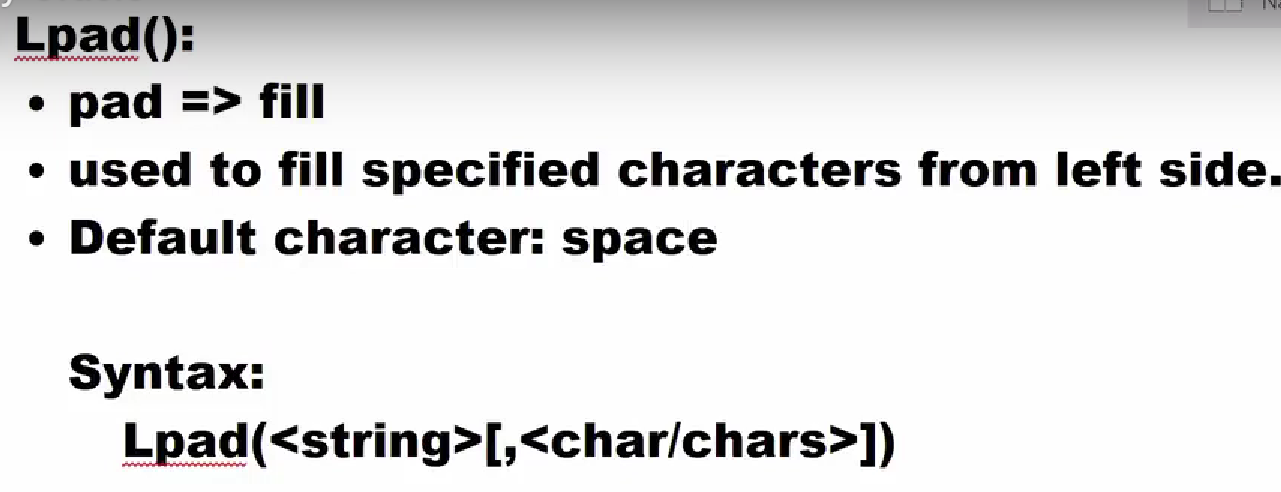 Lpad():
• pad => fill
• used to fill specified characters from left side.
• Default character: space
Syntax:
Lpad(<string>[,<char/chars>])